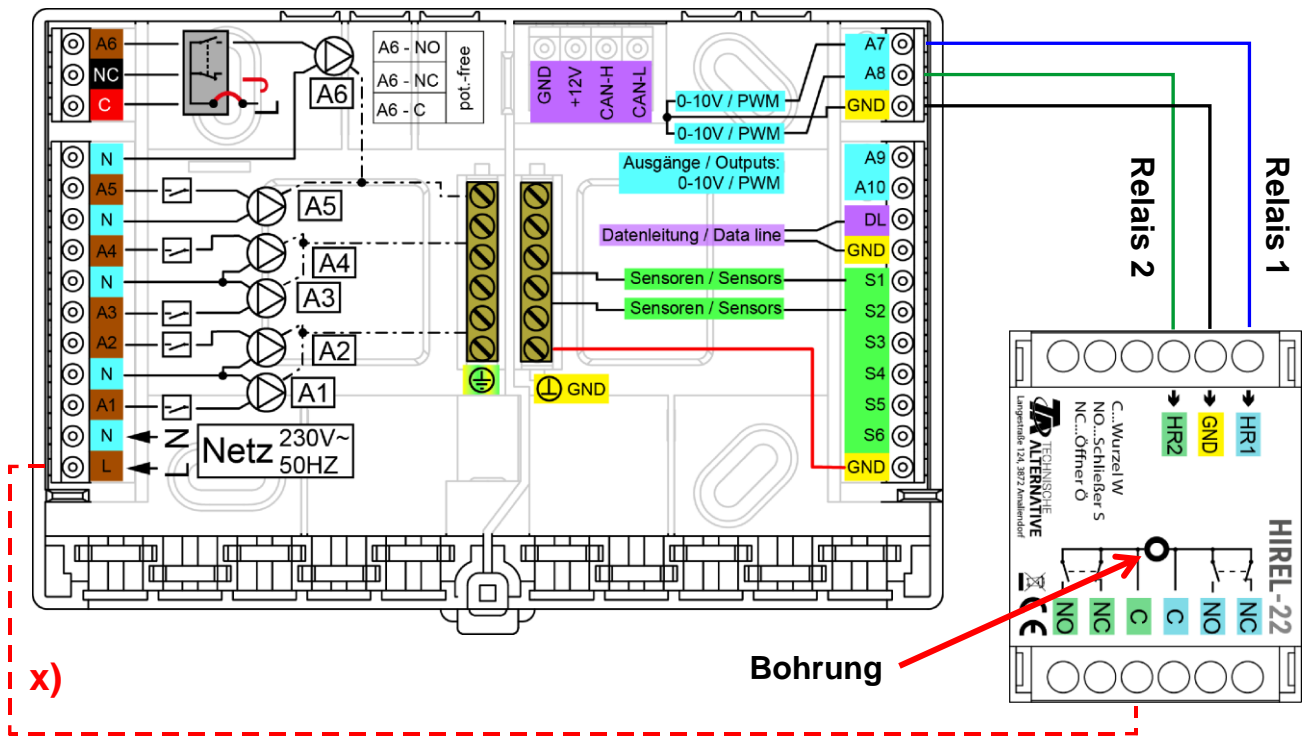 A6
NC
C
N
A5
N
A4
N
A3
A2
N
A1
N
L
A6
A5
A4
A3
A2
A1
N
L
Netz 230V~
50HZ
L
A6 - NO
A6 - NC
A6 - C
pot.-free
GND
+12V
CAN-H
CAN-L
0-10V / PWM
0-10V / PWM
Ausgänge / Outputs:
0-10V / PWM
Datenleitung / Data line
Sensoren / Sensors
Sensoren / Sensors
GND
A7
A8
GND
A9
A10
DL
GND
S1
S2
S3
S4
S5
S6
GND
Relais 1
Relais 2
HR1
GND
HR2
C...Wurzel W
NO...Schließer S
NC...Öffner Ö
TA TECHNISCHE
ALTERNATIVE
Langestraße 124, 3872 Amaliendorf
HIREL-22
CE
NO
NC
C
C
NO
NC
Bohrung
x)